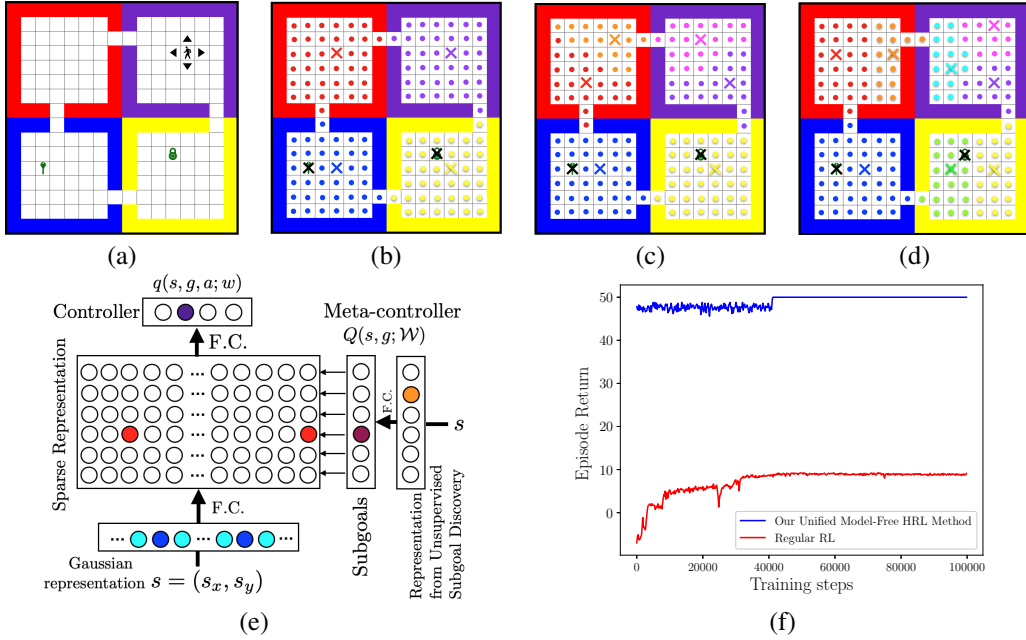 (a)
(b)
(c)
(d)
q(s, g, a; w)
Controller
Meta-controller
F.C.
Q(s, g; W)
Sparse Representation
...
...
...
...
...
...
F.C.
s
F.C.
Subgoals
Representation
from Unsupervised
Subgoal Discovery
... ... ...
Gaussian
representation s = (s_x, s_y)
(e)
50
40
30
20
10
0
Episode Return
Our Unified Model-Free HRL Method
Regular RL
0 20000 40000 60000 80000 100000
Training steps
(f)